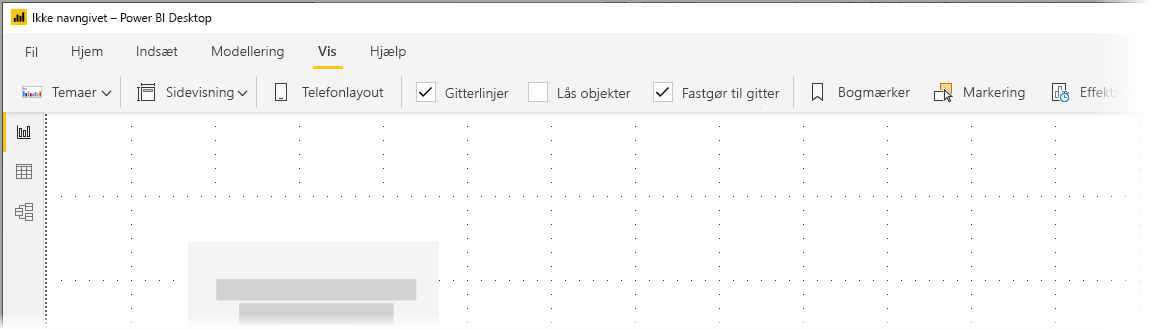 Ikke navngivet – Power BI Desktop
Fil Hjem Indsæt Modellering Vis Hjælp
Temaer Sidevisning Telefonlayout Gitterlinjer Lås objekter Fastgør til gitter Bogmærker Markering